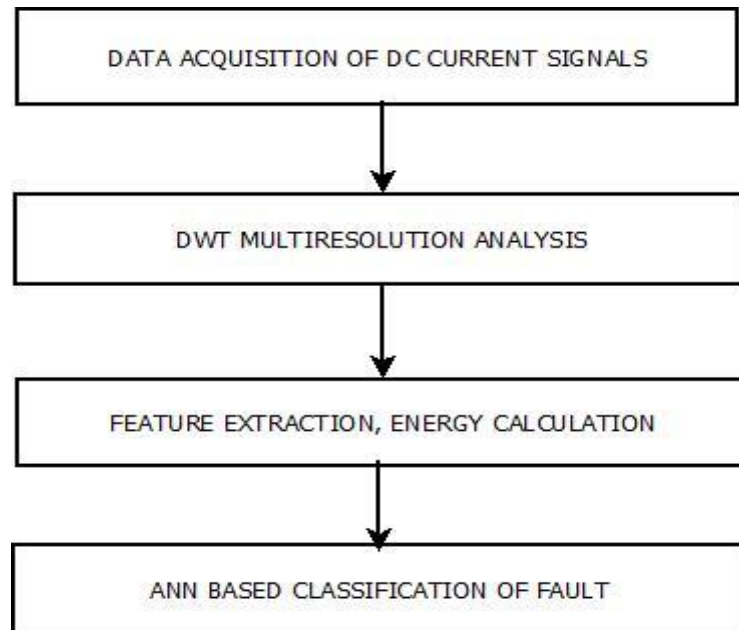 DATA ACQUISITION OF DC CURRENT SIGNALS
DWT MULTIRESOLUTION ANALYSIS
FEATURE EXTRACTION, ENERGY CALCULATION
ANN BASED CLASSIFICATION OF FAULT